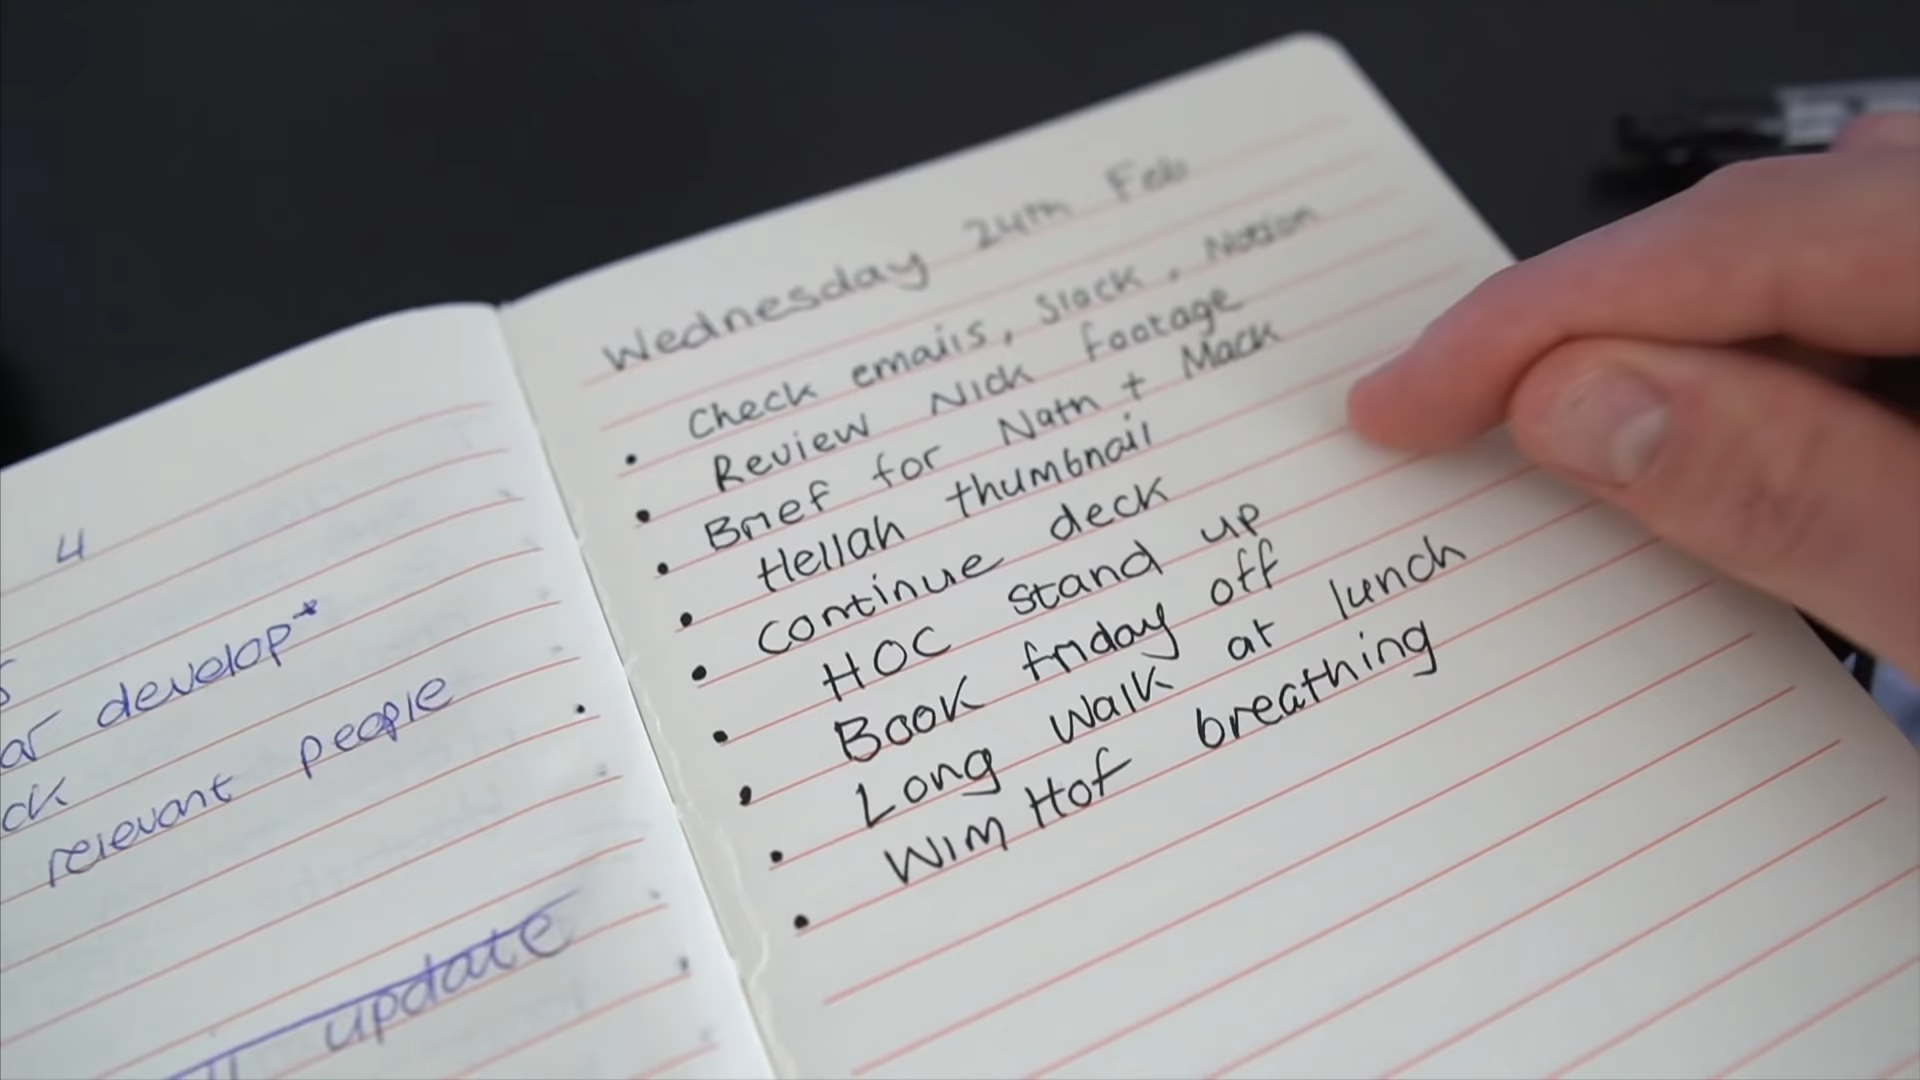 4
develop*
relevant people
update
Wednesday 24th Feb
• Check emails, Slack, Notion
• Review Nick footage
• Brief for Nath + Mack
• Hellah thumbnail
• Continue deck
• HOC stand up
• Book friday off
• Long walk at lunch
• Wim Hof breathing